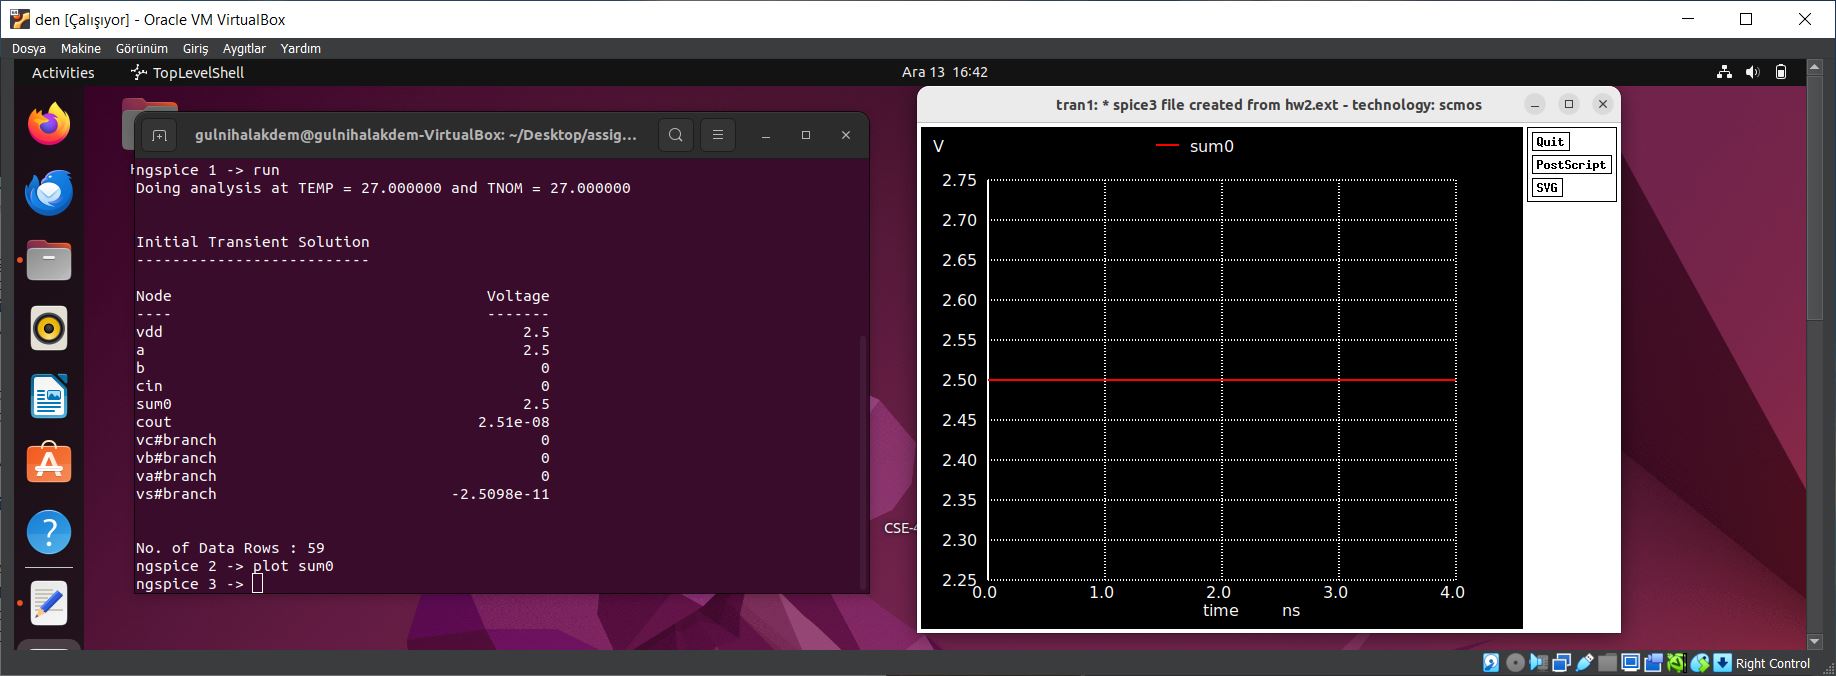 den [Çalışıyor] - Oracle VM VirtualBox
Dosya Makine Görünüm Giriş Aygıtlar Yardım
Activities TopLevelShell Ara 13 16:42
gulnihalakdem@gulnihalakdem-VirtualBox: ~/Desktop/assig...
ngspice 1 -> run
Doing analysis at TEMP = 27.000000 and TNOM = 27.000000
Initial Transient Solution
--------------------------
Node Voltage
---- -------
vdd 2.5
a 2.5
b 0
cin 0
sum0 2.5
cout 2.51e-08
vc#branch 0
vb#branch 0
va#branch 0
vs#branch -2.5098e-11
No. of Data Rows : 59
ngspice 2 -> plot sum0
ngspice 3 ->
CSE-4
tran1: * spice3 file created from hw2.ext - technology: scmos
V sum0
2.75
2.70
2.65
2.60
2.55
2.50
2.45
2.40
2.35
2.30
2.25
0.0 1.0 2.0 3.0 4.0
time ns
Quit
PostScript
SVG
Right Control